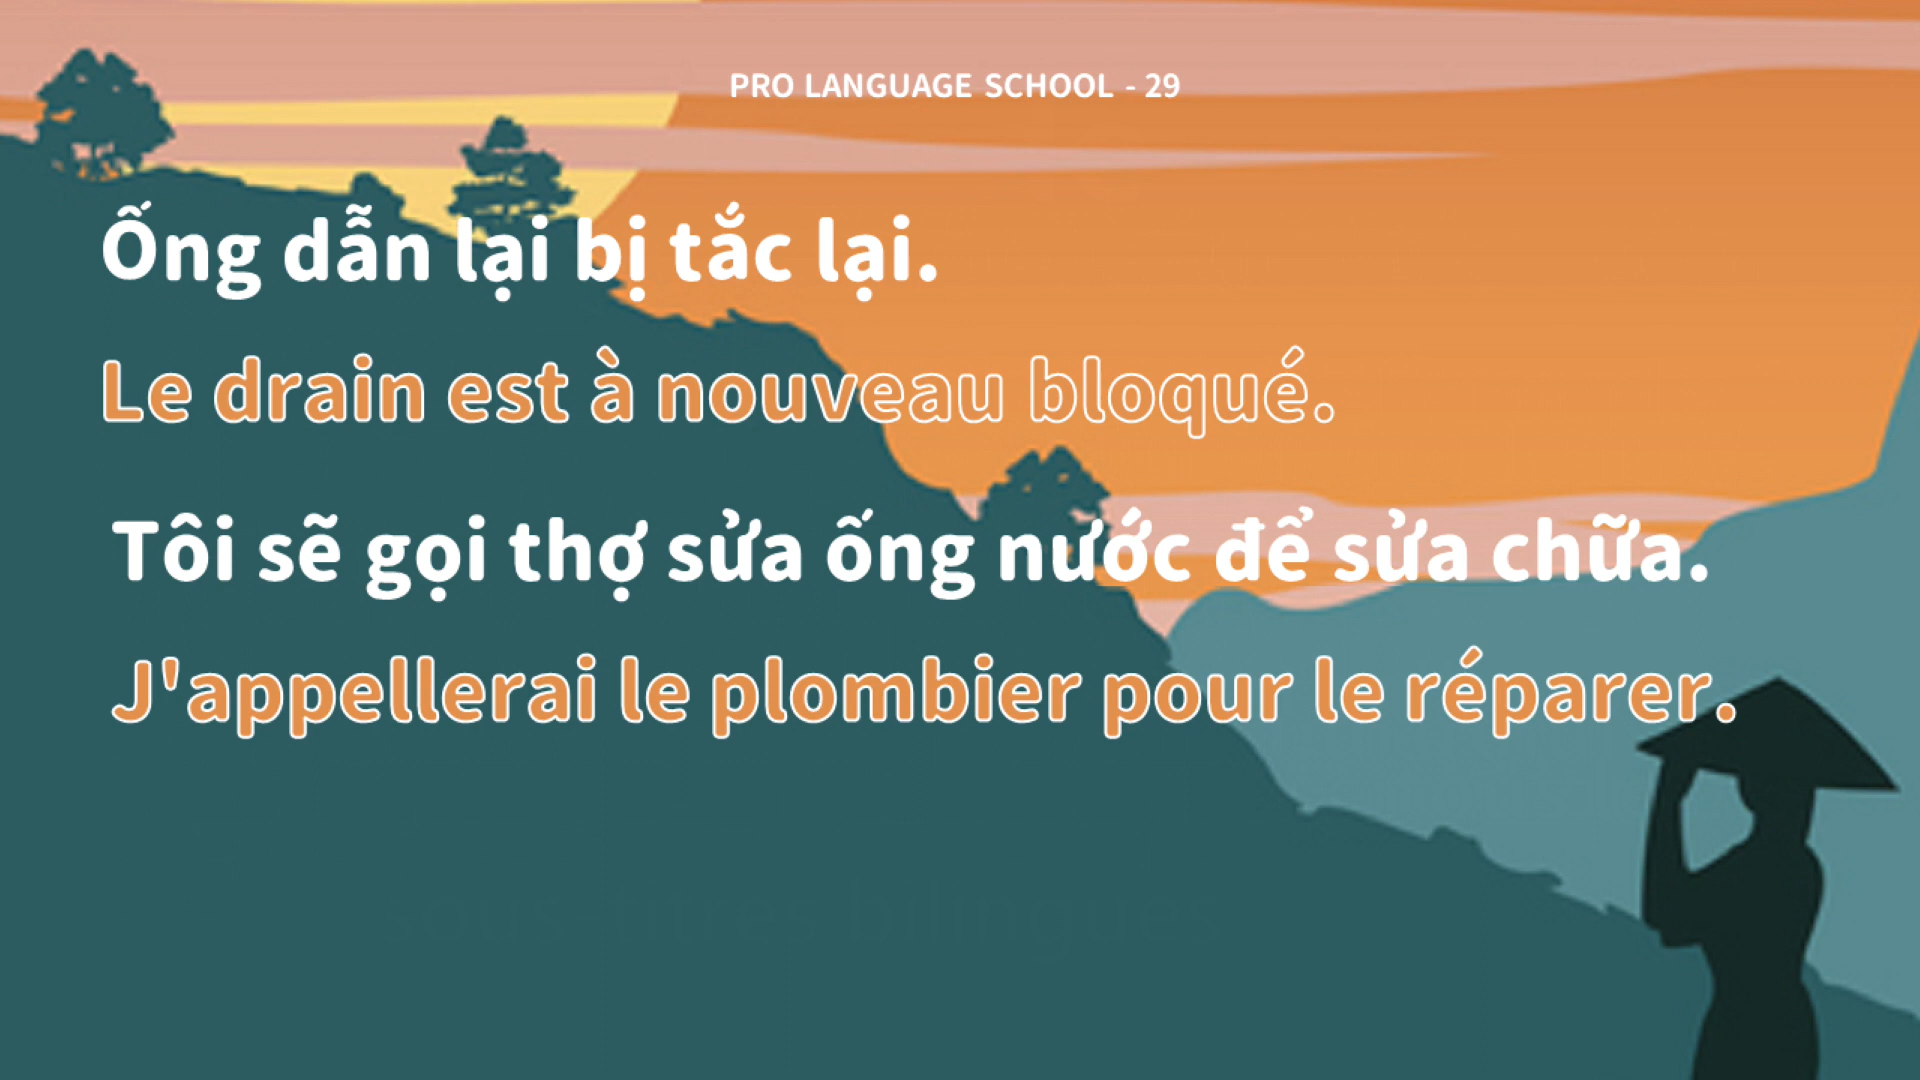 PRO LANGUAGE SCHOOL - 29
Ống dẫn lại bị tắc lại.
Le drain est à nouveau bloqué.
Tôi sẽ gọi thợ sửa ống nước để sửa chữa.
J'appellerai le plombier pour le réparer.